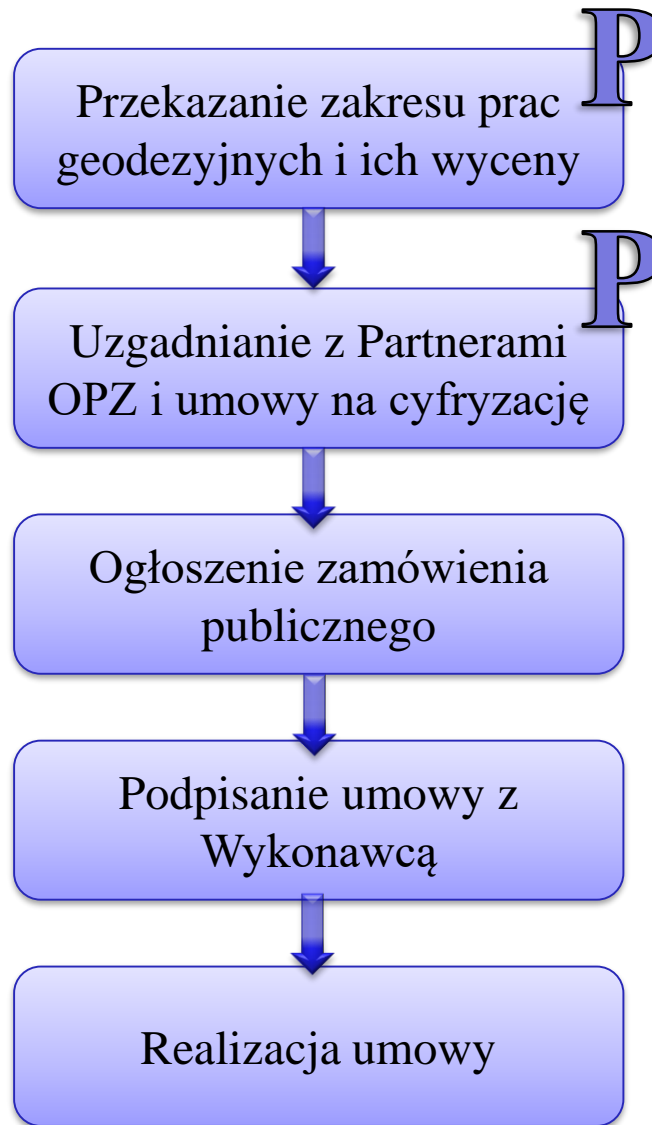 P
Przekazanie zakresu prac
geodezyjnych i ich wyceny
P
Uzgadnianie z Partnerami
OPZ i umowy na cyfryzację
Ogłoszenie zamówienia
publicznego
Podpisanie umowy z
Wykonawcą
Realizacja umowy